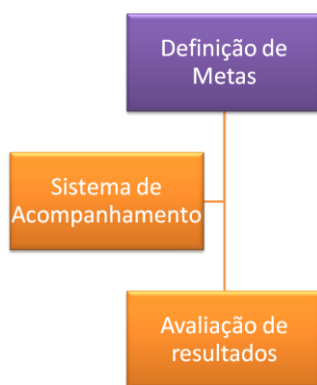 Definição de
Metas
Sistema de
Acompanhamento
Avaliação de
resultados